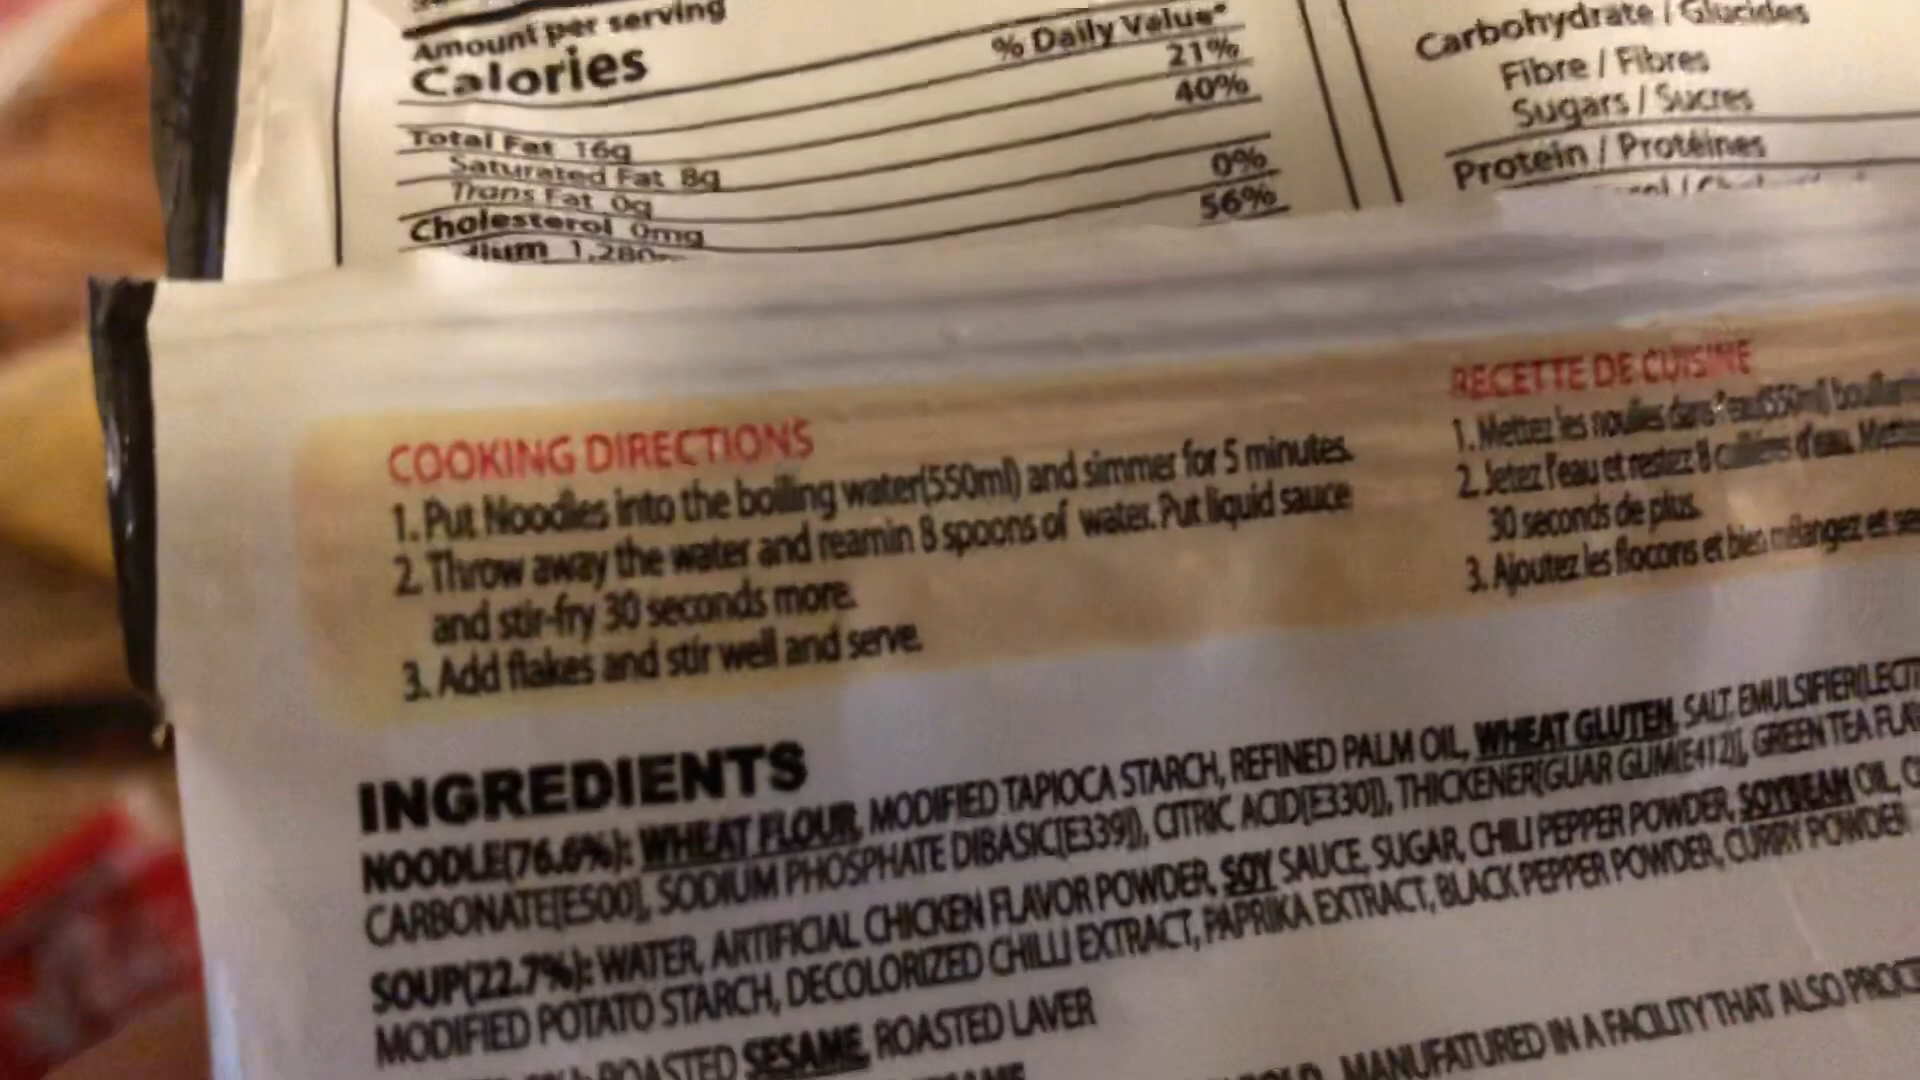 Amount per serving
Calories
% Daily Value*
Total Fat 16g 21%
Saturated Fat 8g 40%
Trans Fat 0g
Cholesterol 0mg 0%
dium 1,280 56%
Carbohydrate / Glucides
Fibre / Fibres
Sugars / Sucres
Protein / Protéines
COOKING DIRECTIONS
1. Put Noodles into the boiling water(550ml) and simmer for 5 minutes.
2. Throw away the water and reamin 8 spoons of water. Put liquid sauce
and stir-fry 30 seconds more.
3. Add flakes and stir well and serve.
RECETTE DE CUISINE
1. Mettez les nouilles dans l'eau(550ml)
2. Jetez l'eau et restez 8 d'eau.
30 seconds de plus.
3. Ajoutez les flocons et bien mélangez et
INGREDIENTS
NOODLE(76.6%): WHEAT FLOUR, MODIFIED TAPIOCA STARCH, REFINED PALM OIL, WHEAT GLUTEN, SALT, EMULSIFIER(LECIT
CARBONATE[E500], SODIUM PHOSPHATE DIBASIC[E339]), CITRIC ACID[E330]), THICKENER(GUAR GUM[E412]), GREEN TEA FLA
SOUP(22.7%): WATER, ARTIFICIAL CHICKEN FLAVOR POWDER, SOY SAUCE, SUGAR, CHILI PEPPER POWDER, SOYBEAN OIL,
MODIFIED POTATO STARCH, DECOLORIZED CHILLI EXTRACT, PAPRIKA EXTRACT, BLACK PEPPER POWDER, CURRY POWDER
ROASTED SESAME, ROASTED LAVER
MANUFATURED IN A FACILITY THAT ALSO PROC